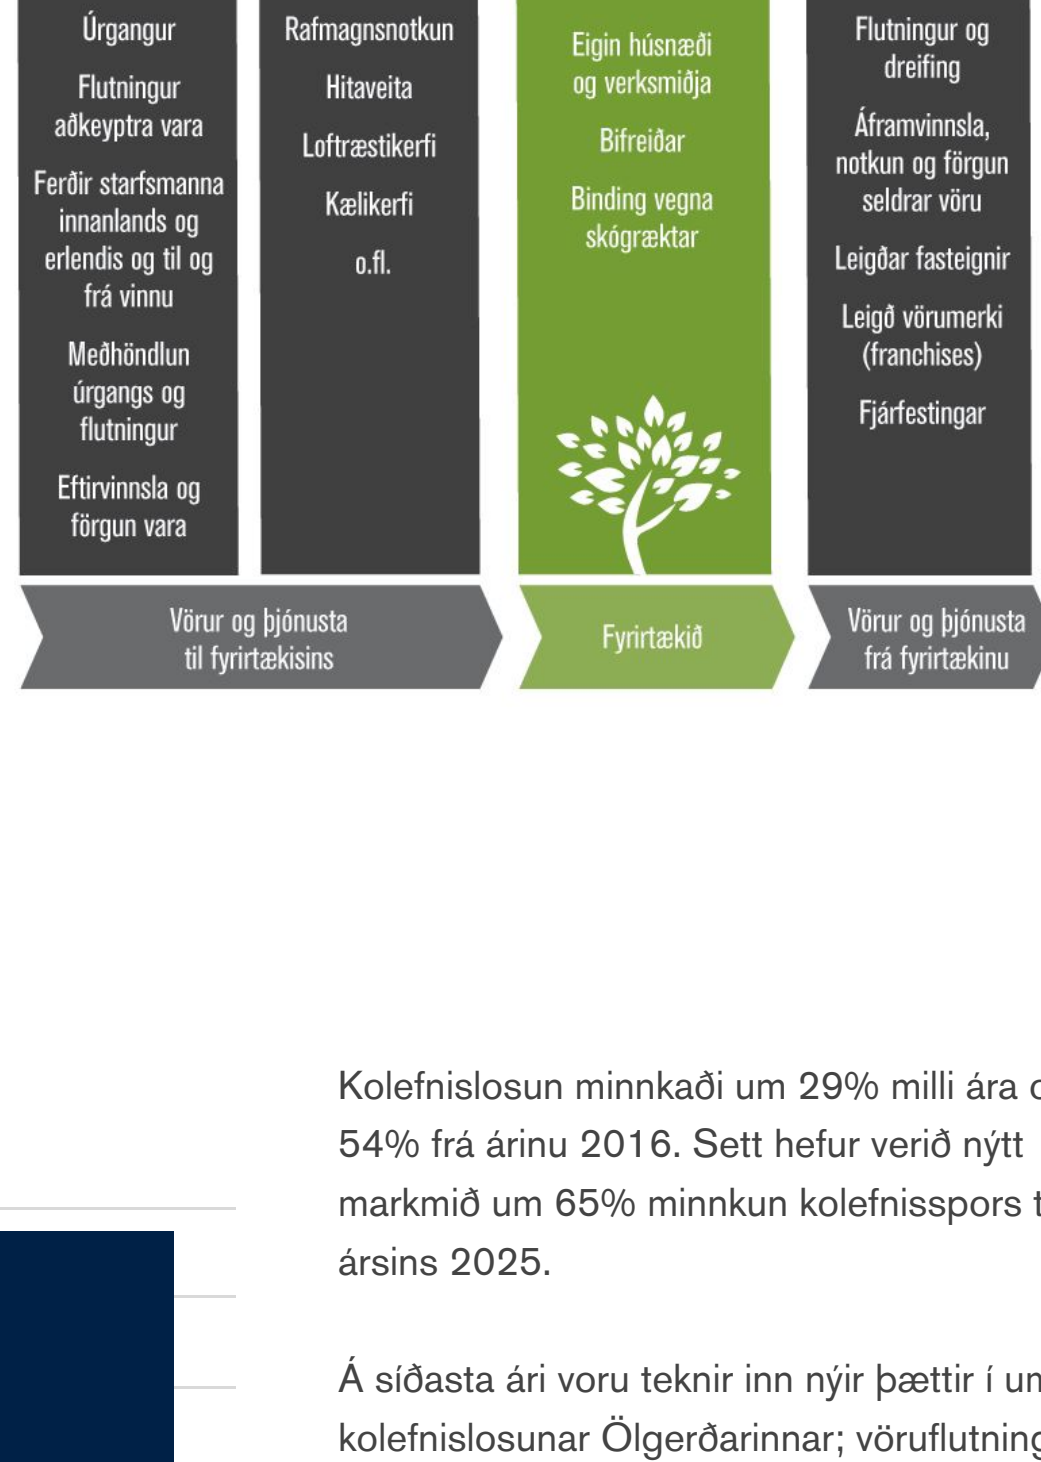 Úrgangur
Flutningur
aðkeyptra vara
Ferðir starfsmanna
innanlands og
erlendis og til og
frá vinnu
Meðhöndlun
úrgangs og
flutningur
Eftirvinnsla og
förgun vara
Rafmagnsnotkun
Hitaveita
Loftræstikerfi
Kælikerfi
o.fl.
Eigin húsnæði
og verksmiðja
Bifreiðar
Binding vegna
skógræktar
Flutningur og
dreifing
Áframvinnsla,
notkun og förgun
seldrar vöru
Leigðar fasteignir
Leigð vörumerki
(franchises)
Fjárfestingar
Vörur og þjónusta
til fyrirtækisins
Fyrirtækið
Vörur og þjónusta
frá fyrirtækinu
Kolefnislosun minnkaði um 29% milli ára
54% frá árinu 2016. Sett hefur verið nýtt
markmið um 65% minnkun kolefnisspors
ársins 2025.
Á síðasta ári voru teknir inn nýir þættir í
kolefnislosunar Ölgerðarinnar;